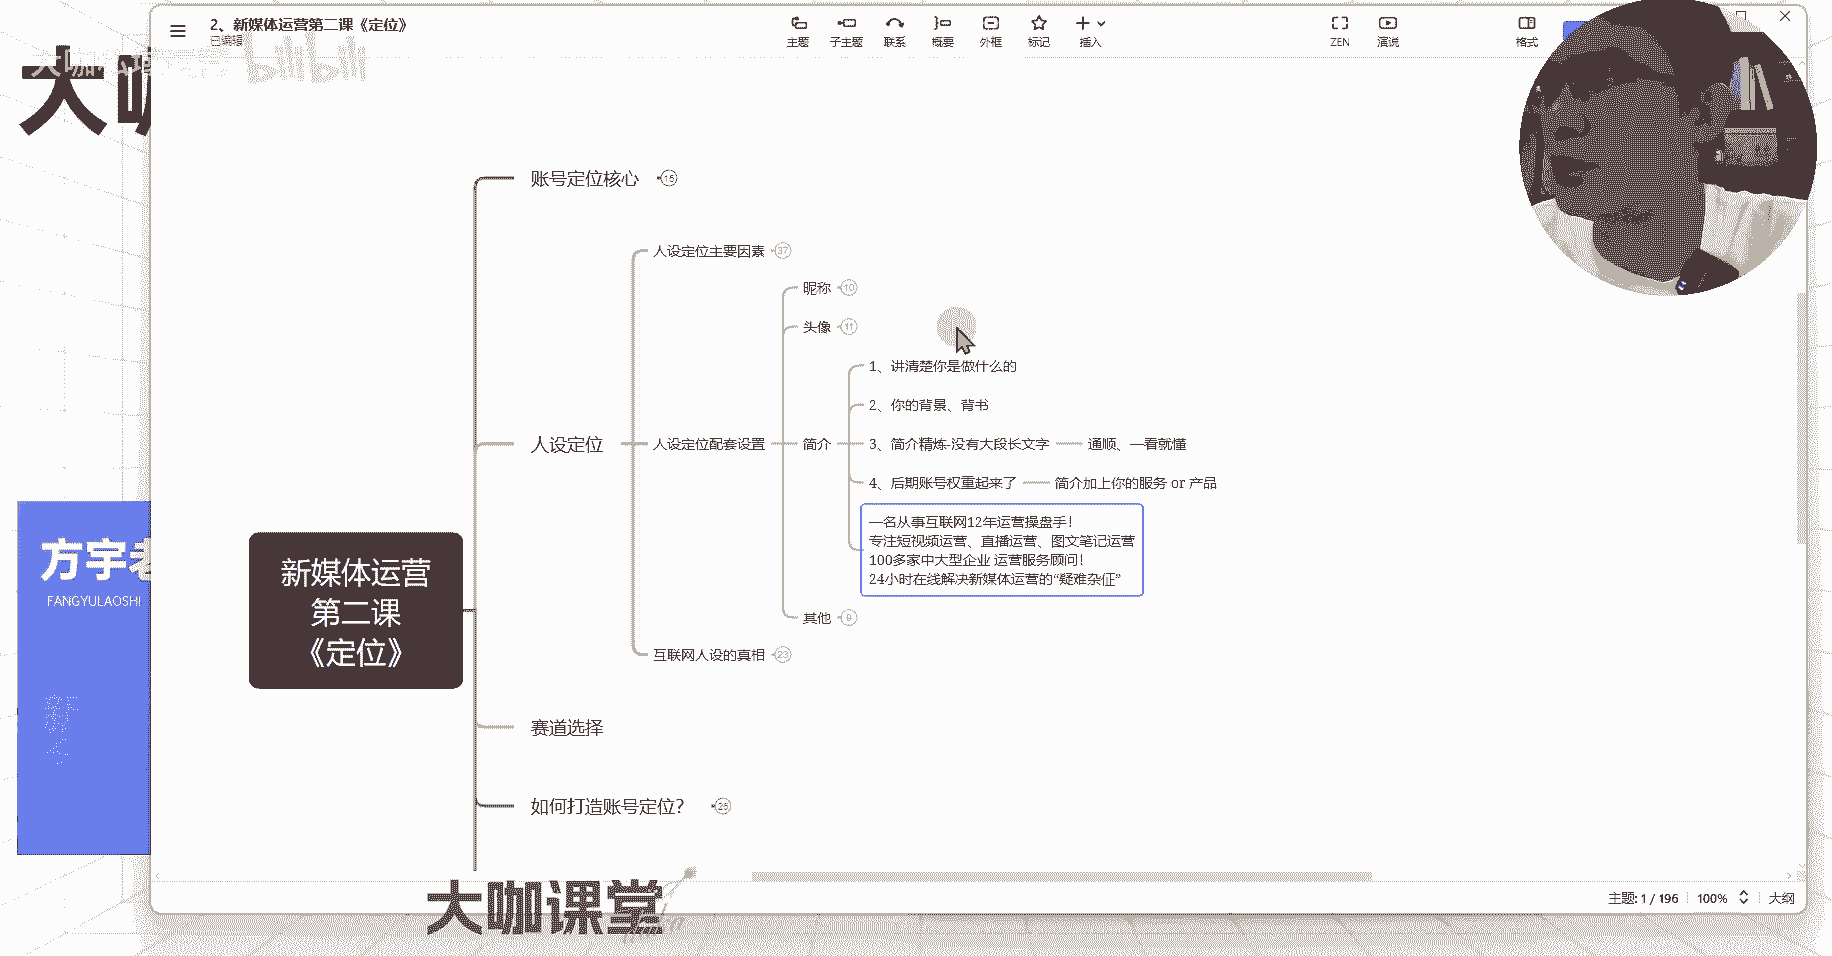 2、新媒体运营第二课《定位》
已编辑
主题
子主题
联系
概要
外框
标记
插入
ZEN
演说
格式
大咖
bilibili
账号定位核心
15
人设定位主要因素
37
昵称
10
头像
11
1、讲清楚你是做什么的
2、你的背景、背书
人设定位
人设定位配套设置
简介
3、简介精炼-没有大段长文字
通顺、一看就懂
4、后期账号权重起来了
简介加上你的服务 or 产品
一名从事互联网12年运营操盘手！
专注短视频运营、直播运营、图文笔记运营
100多家中大型企业 运营服务顾问！
24小时在线解决新媒体运营的“疑难杂症”
其他
9
互联网人设的真相
23
新媒体运营
第二课
《定位》
方宇老
FANGYULAOSHI
赛道选择
如何打造账号定位？
26
大咖课堂
主题: 1 / 196
100%
大纲